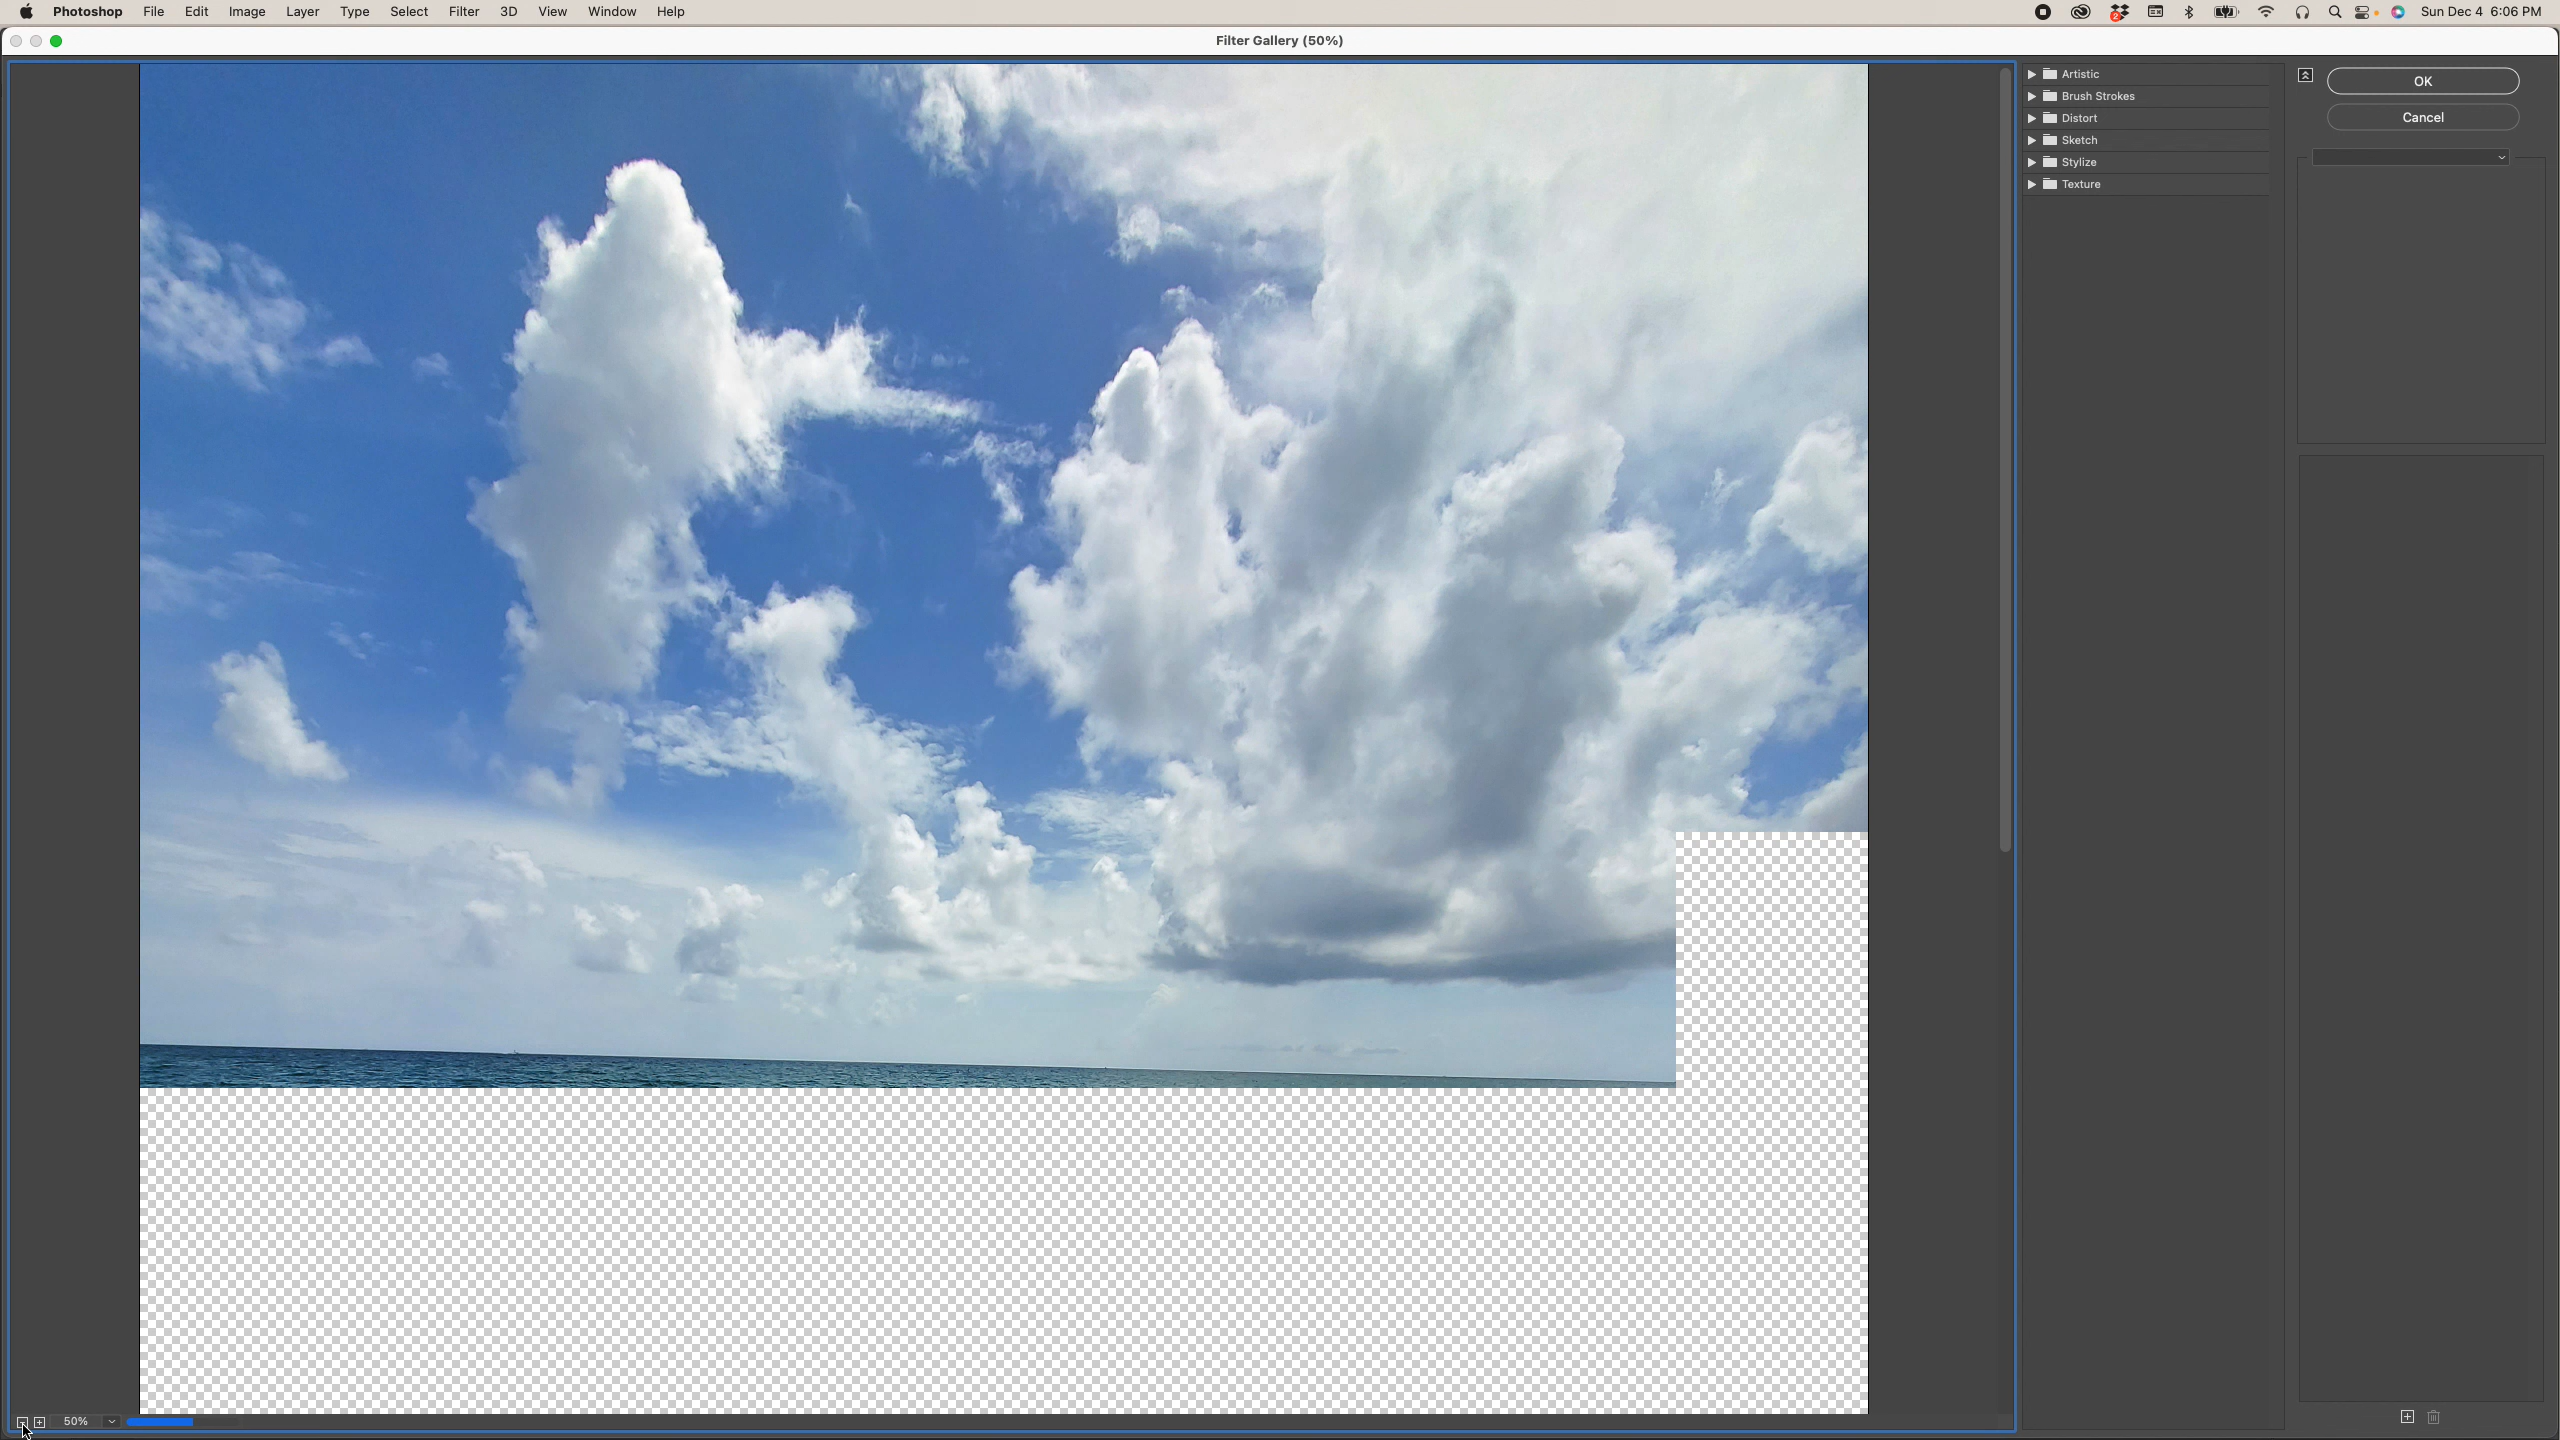 Photoshop File Edit Image Layer Type Select Filter 3D View Window Help 2 Sun Dec 4 6:06 PM
Filter Gallery (50%)
Artistic
Brush Strokes
Distort
Sketch
Stylize
Texture
OK
Cancel
50%